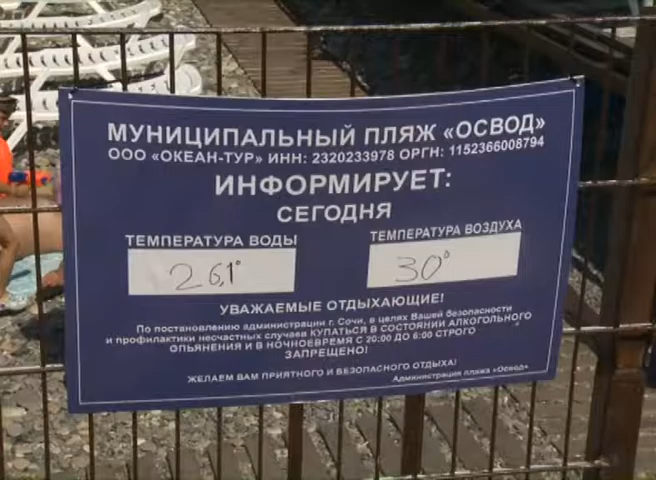 МУНИЦИПАЛЬНЫЙ ПЛЯЖ «ОСВОД»
ООО «ОКЕАН-ТУР» ИНН: 2320233978 ОРГН: 1152366008794
ИНФОРМИРУЕТ:
СЕГОДНЯ
ТЕМПЕРАТУРА ВОДЫ ТЕМПЕРАТУРА ВОЗДУХА
26,1° 30°
УВАЖАЕМЫЕ ОТДЫХАЮЩИЕ!
По постановлению администрации г. Сочи, в целях Вашей безопасности
и профилактики несчастных случаев КУПАТЬСЯ В СОСТОЯНИИ АЛКОГОЛЬНОГО
ОПЬЯНЕНИЯ И В НОЧНОЕВРЕМЯ С 20:00 ДО 6:00 СТРОГО
ЗАПРЕЩЕНО!
ЖЕЛАЕМ ВАМ ПРИЯТНОГО И БЕЗОПАСНОГО ОТДЫХА!
Администрация пляжа «Освод»